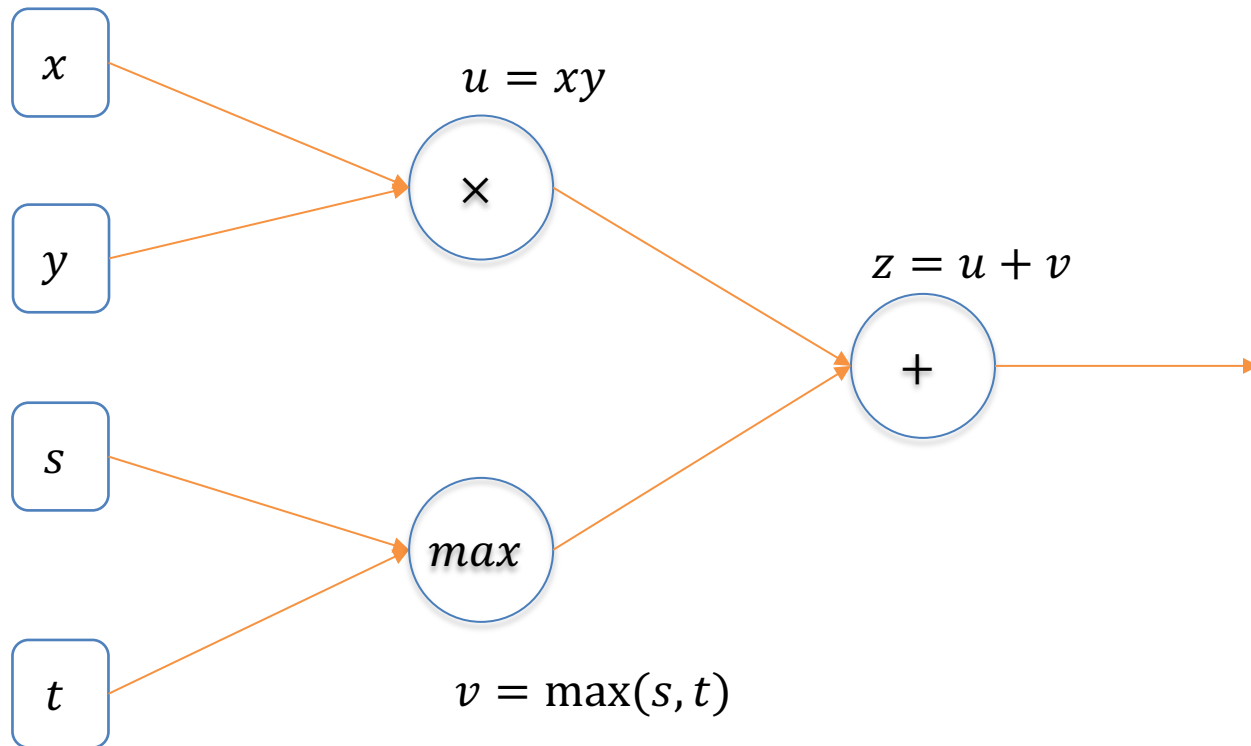 x
u = xy
×
y
z = u + v
+
s
max
t
v = max(s, t)